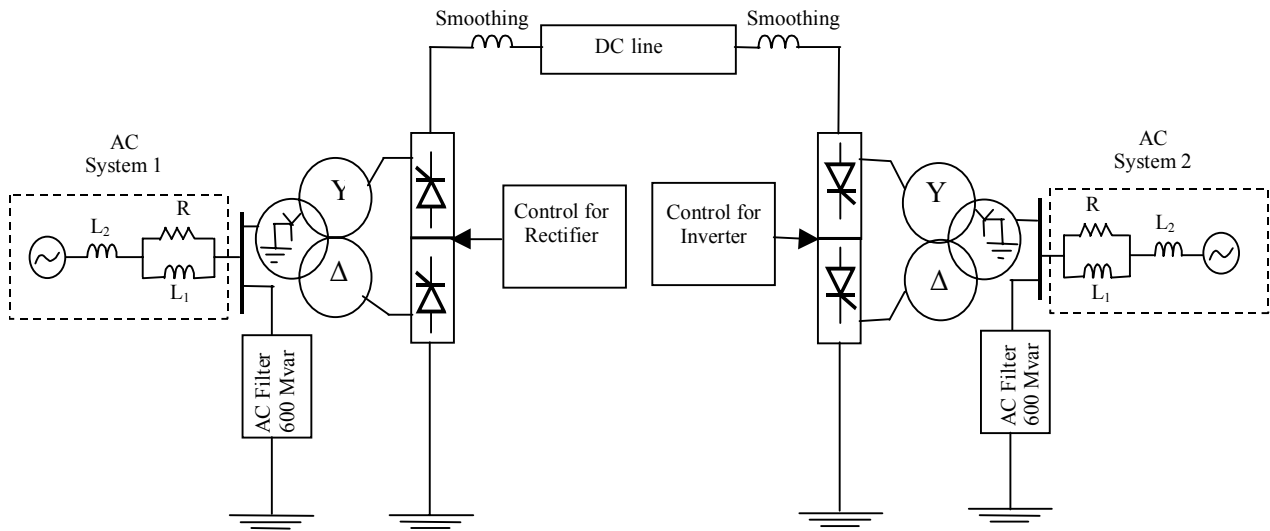 Smoothing
DC line
Smoothing
AC
System 1
R
L2
L1
Y
Y
Δ
Control for
Rectifier
AC Filter
600 Mvar
Control for
Inverter
Y
Y
Δ
AC
System 2
R
L2
L1
AC Filter
600 Mvar